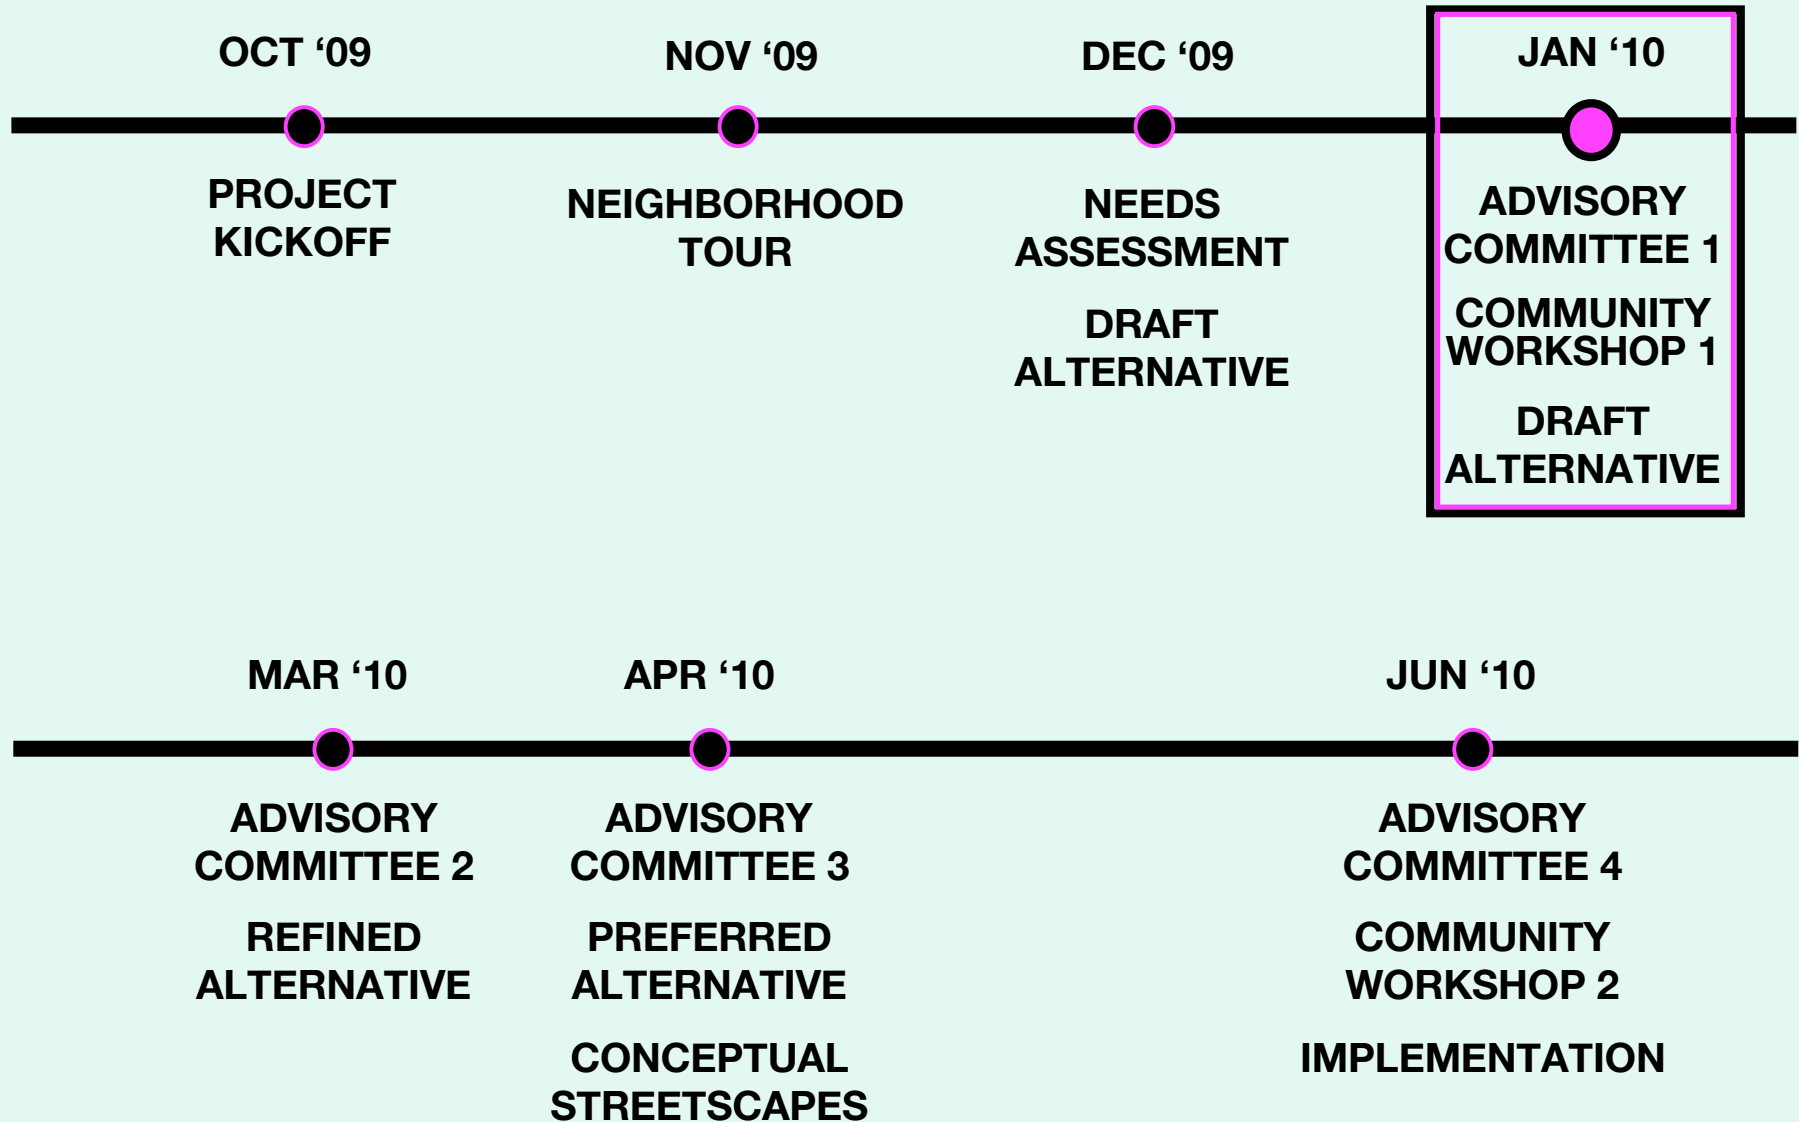 OCT ‘09
PROJECT
KICKOFF
NOV ‘09
NEIGHBORHOOD
TOUR
DEC ‘09
NEEDS
ASSESSMENT
DRAFT
ALTERNATIVE
JAN ‘10
ADVISORY
COMMITTEE 1
COMMUNITY
WORKSHOP 1
DRAFT
ALTERNATIVE
MAR ‘10
ADVISORY
COMMITTEE 2
REFINED
ALTERNATIVE
APR ‘10
ADVISORY
COMMITTEE 3
PREFERRED
ALTERNATIVE
CONCEPTUAL
STREETSCAPES
JUN ‘10
ADVISORY
COMMITTEE 4
COMMUNITY
WORKSHOP 2
IMPLEMENTATION